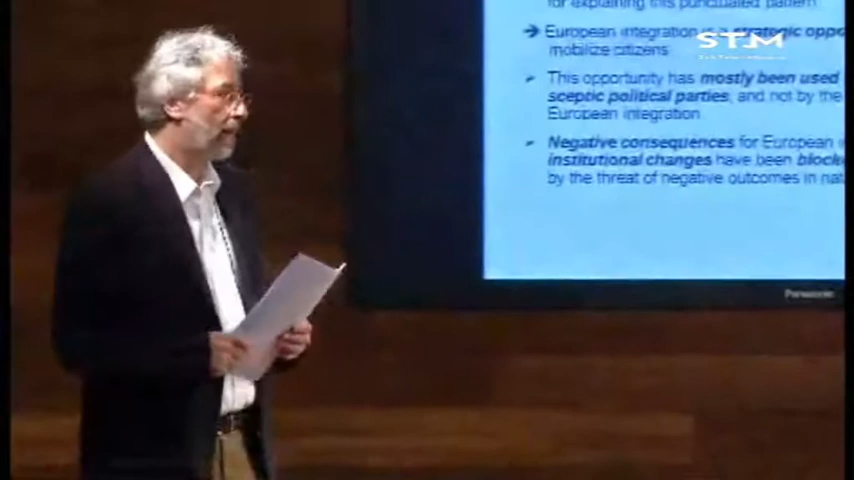 for explaining this punctuated pattern
European integration is a strategic oppo
mobilize citizens
This opportunity has mostly been used
sceptic political parties, and not by the
European integration
Negative consequences for European i
institutional changes have been block
by the threat of negative outcomes in nat
STM
Panasonic